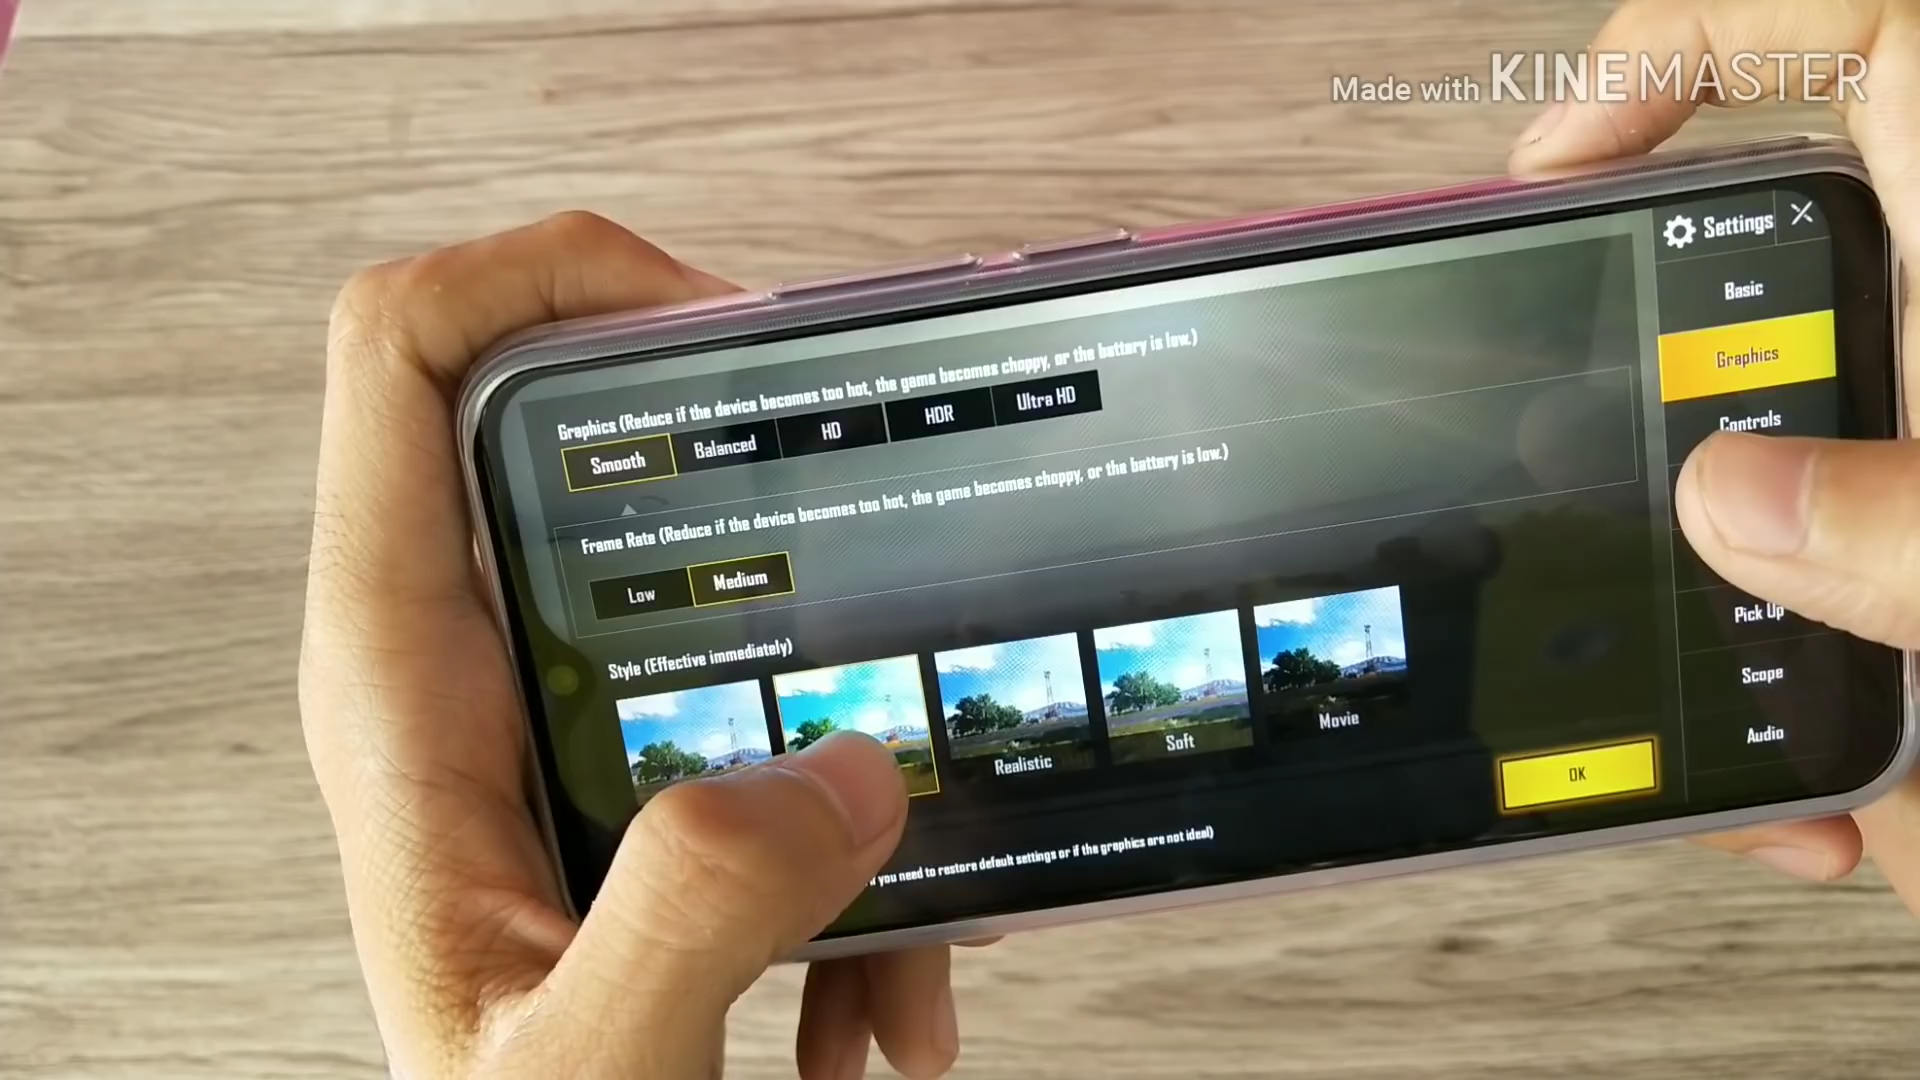 Made with KINEMASTER
Settings
Basic
Graphics
Controls
Pick Up
Scope
Audio
Graphics (Reduce if the device becomes too hot, the game becomes choppy, or the battery is low.)
Smooth Balanced HD HDR Ultra HD
Frame Rate (Reduce if the device becomes too hot, the game becomes choppy, or the battery is low.)
Low Medium
Style (Effective immediately)
Realistic Soft Movie
OK
you need to restore default settings or if the graphics are not ideal)